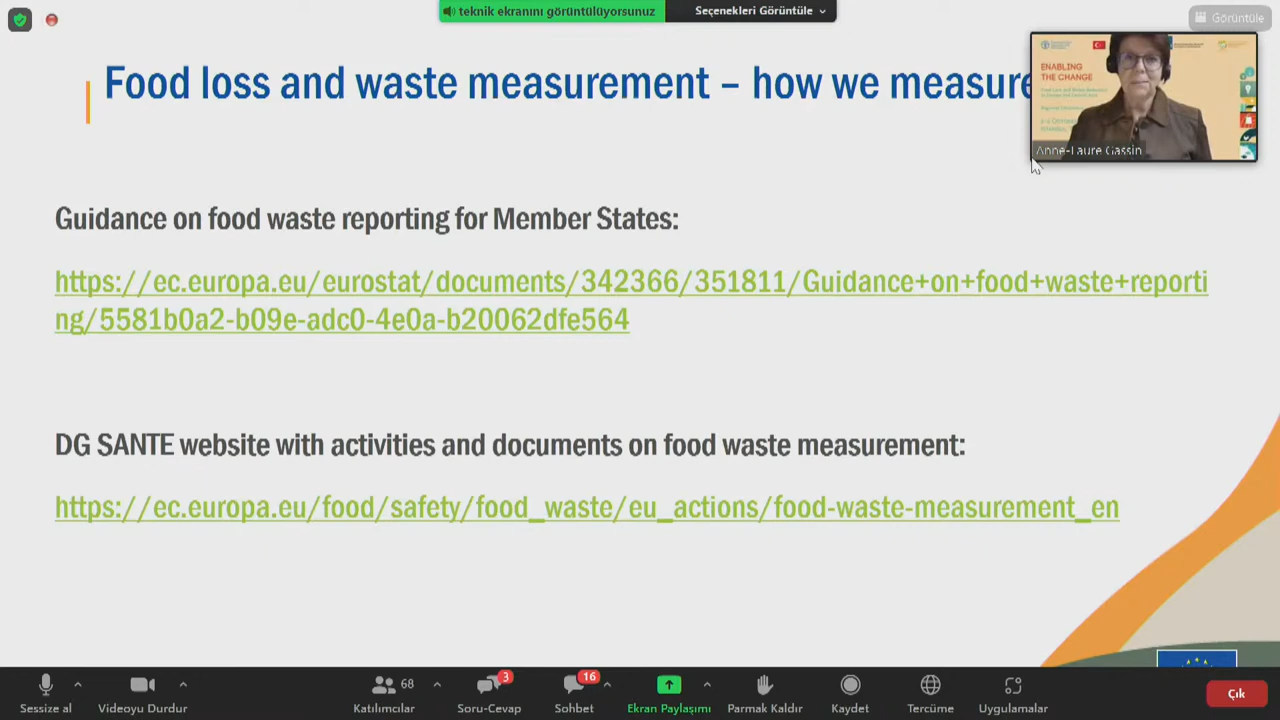 teknik ekranını görüntülüyorsunuz
Seçenekleri Görüntüle
Görüntüle
Food loss and waste measurement – how we measure
ENABLING
THE CHANGE
Anne-Laure Gassin
Guidance on food waste reporting for Member States:
https://ec.europa.eu/eurostat/documents/342366/351811/Guidance+on+food+waste+reporti
ng/5581b0a2-b09e-adc0-4e0a-b20062dfe564
DG SANTE website with activities and documents on food waste measurement:
https://ec.europa.eu/food/safety/food_waste/eu_actions/food-waste-measurement_en
68
3
16
Sessize al
Videoyu Durdur
Katılımcılar
Soru-Cevap
Sohbet
Ekran Paylaşımı
Parmak Kaldır
Kaydet
Tercüme
Uygulamalar
Çık